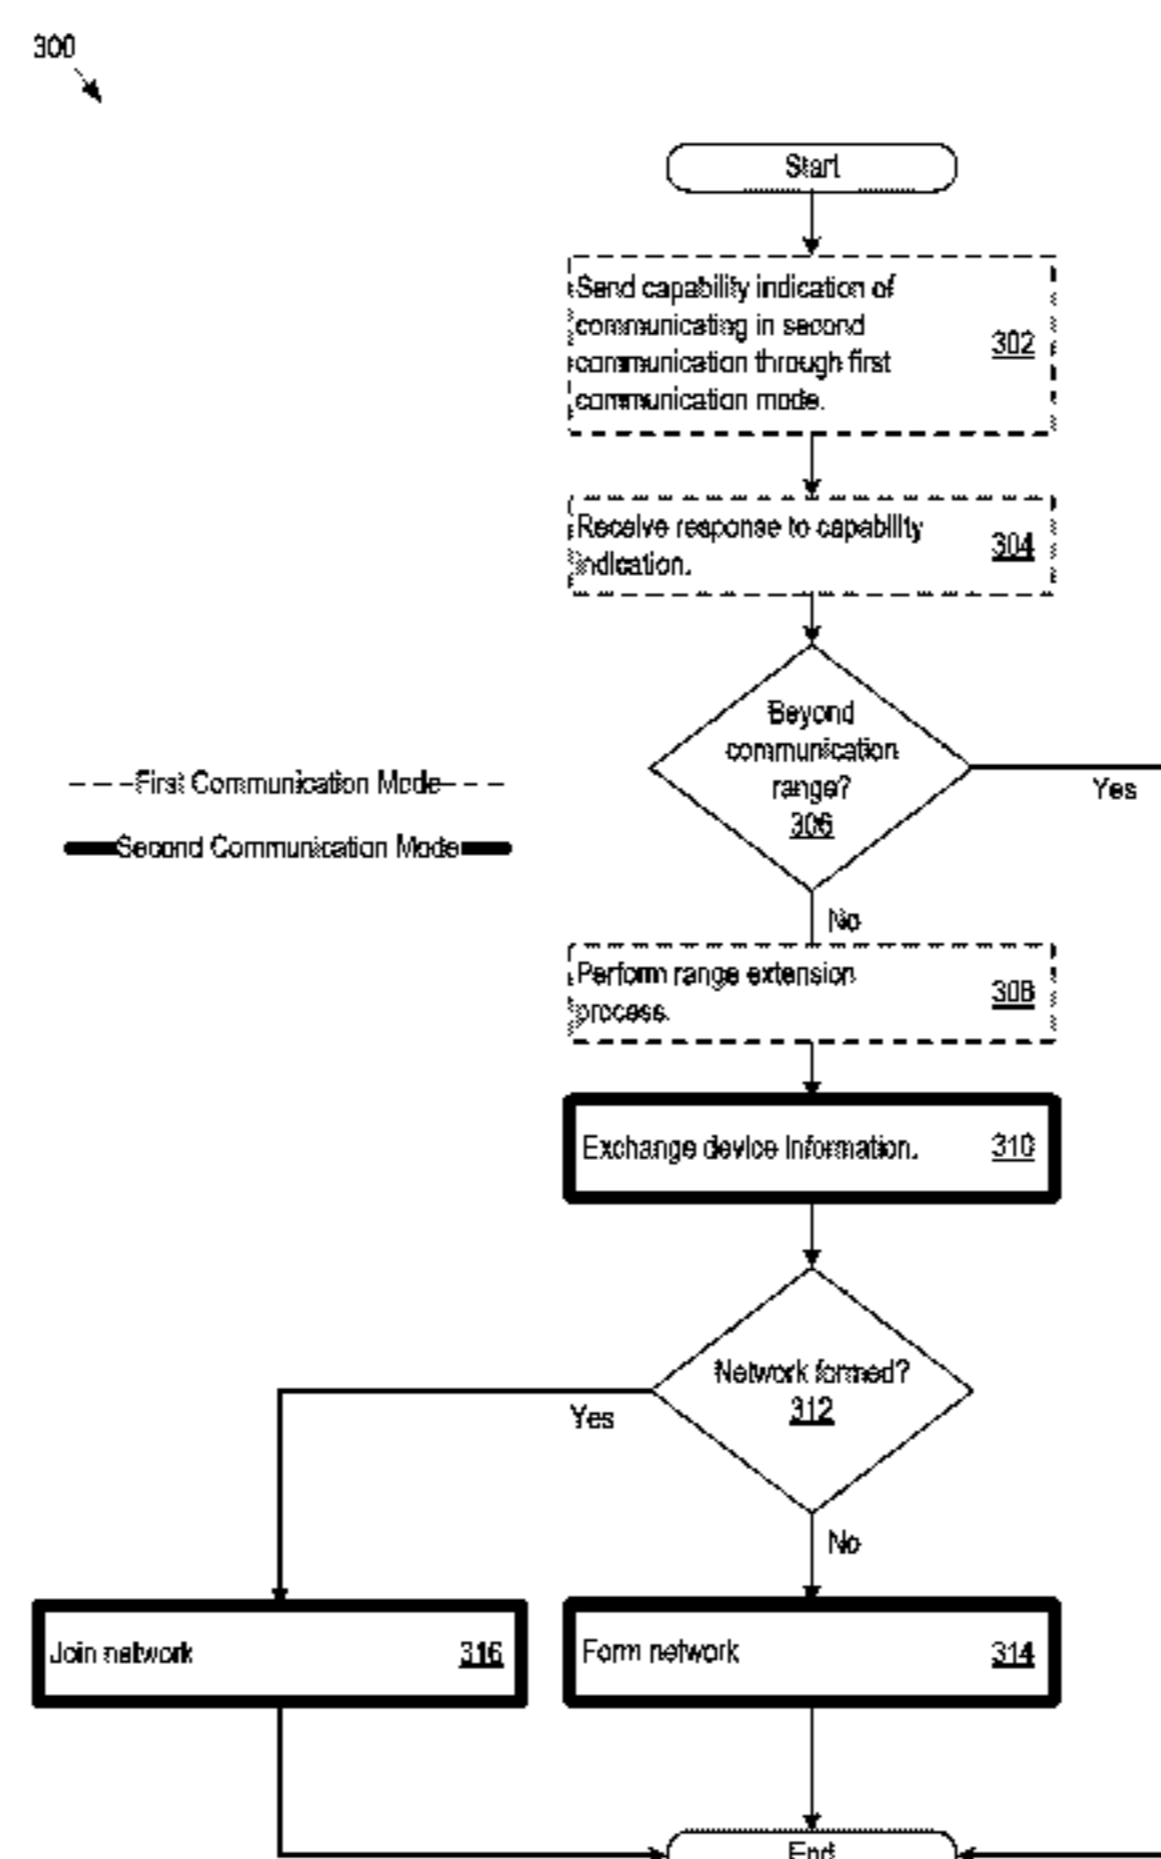 300
Start
Send capability indication of
communicating in second
communication through first
communication mode.
302
Receive response to capability
indication.
304
Beyond
communication
range?
306
Yes
First Communication Mode
Second Communication Mode
No
Perform range extension
process.
308
Exchange device information.
310
Network formed?
312
Yes
No
Join network
316
Form network
314
End